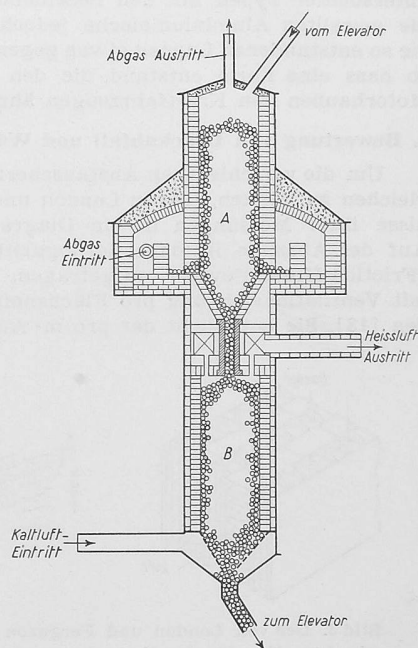 Abgas Austritt
vom Elevator
A
Abgas
Eintritt
Heissluft
Austritt
B
Kaltluft-
Eintritt
zum Elevator